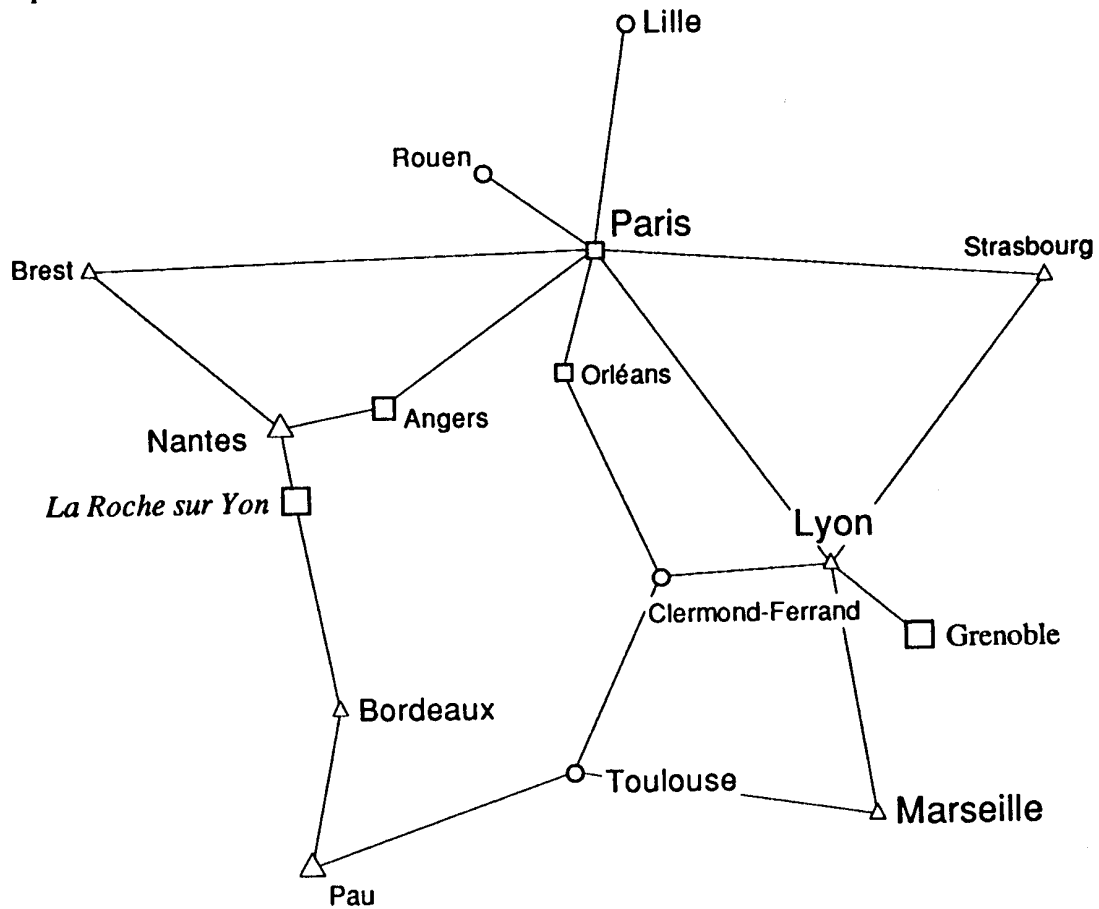 Lille
Rouen
Paris
Strasbourg
Brest
Orléans
Angers
Nantes
La Roche sur Yon
Lyon
Clermond-Ferrand
Grenoble
Bordeaux
Toulouse
Marseille
Pau